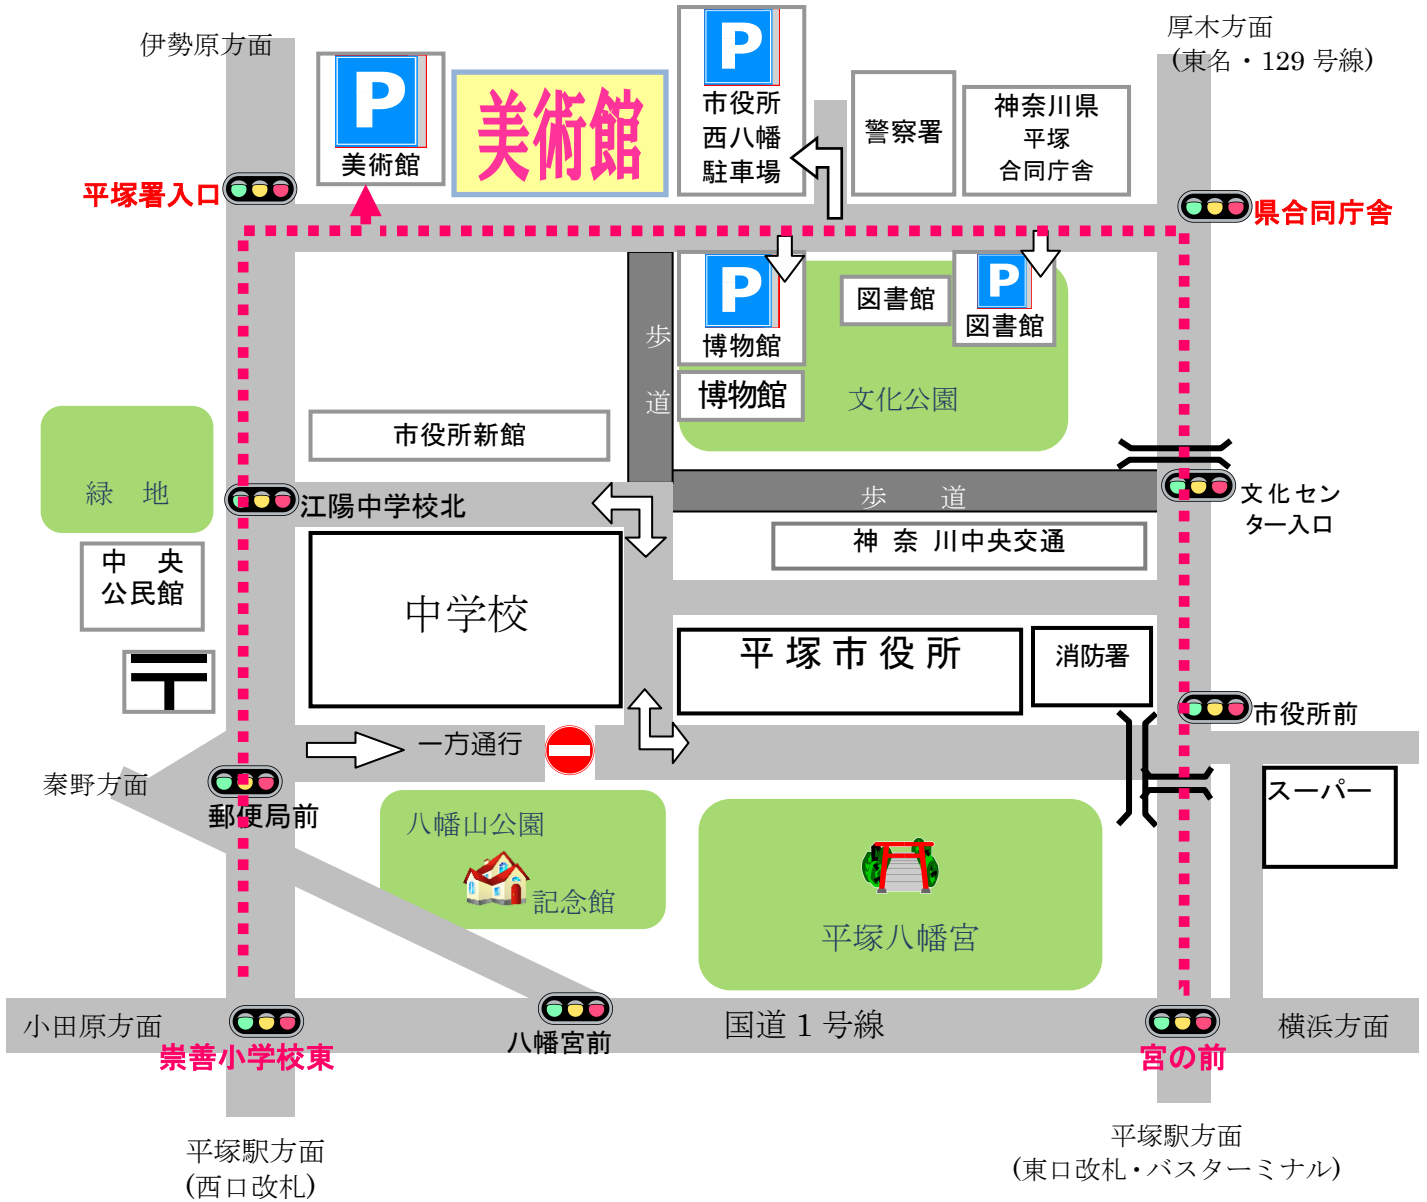 伊勢原方面
厚木方面
(東名・129 号線)
P
美術館
美術館
P
市役所
西八幡
駐車場
警察署
神奈川県
平塚
合同庁舎
平塚署入口
県合同庁舎
P
博物館
博物館
図書館
P
図書館
文化公園
歩
道
市役所新館
緑 地
江陽中学校北
歩 道
文化セン
ター入口
神奈川中央交通
中 央
公民館
中学校
平塚市役所
消防署
〒
市役所前
一方通行
秦野方面
郵便局前
スーパー
八幡山公園
記念館
平塚八幡宮
小田原方面
崇善小学校東
八幡宮前
国道 1 号線
宮の前
横浜方面
平塚駅方面
(西口改札)
平塚駅方面
(東口改札・バスターミナル)